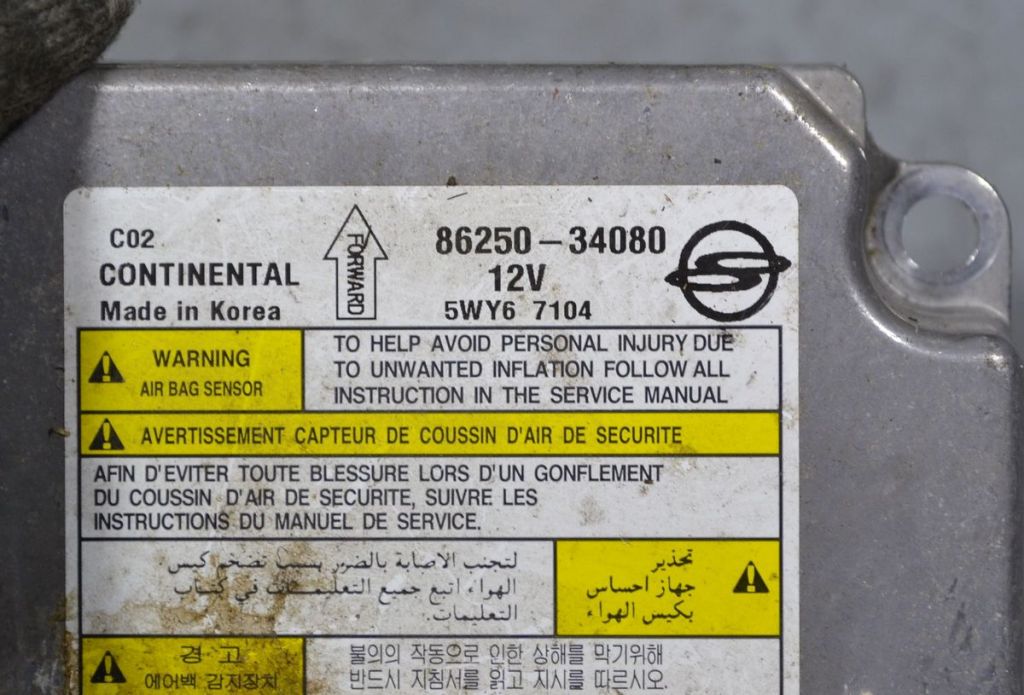 C02
CONTINENTAL
Made in Korea
FORWARD
86250-34080
12V
5WY6 7104
WARNING
AIR BAG SENSOR
TO HELP AVOID PERSONAL INJURY DUE
TO UNWANTED INFLATION FOLLOW ALL
INSTRUCTION IN THE SERVICE MANUAL
AVERTISSEMENT CAPTEUR DE COUSSIN D'AIR DE SECURITE
AFIN D'EVITER TOUTE BLESSURE LORS D'UN GONFLEMENT
DU COUSSIN D'AIR DE SECURITE, SUIVRE LES
INSTRUCTIONS DU MANUEL DE SERVICE.
تحذير
جهاز احساس
بكيس الهواء
لتجنب الاصابة بالضرر بسبب تضخم كيس
الهواء اتبع جميع التعليمات في كتاب
التعليمات.
경 고
에어백 감지장치
불의의 작동으로 인한 상해를 막기위해
반드시 지침서를 읽고 지시를 따르시오.